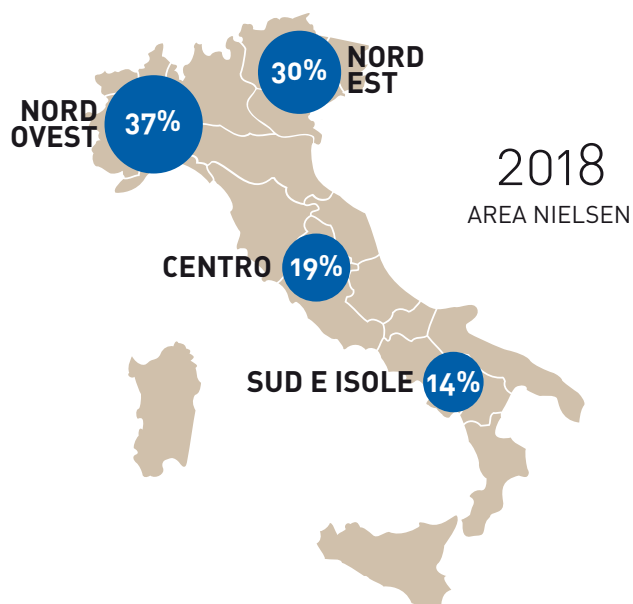 NORD
EST
30%
NORD
OVEST
37%
2018
AREA NIELSEN
CENTRO
19%
SUD E ISOLE
14%